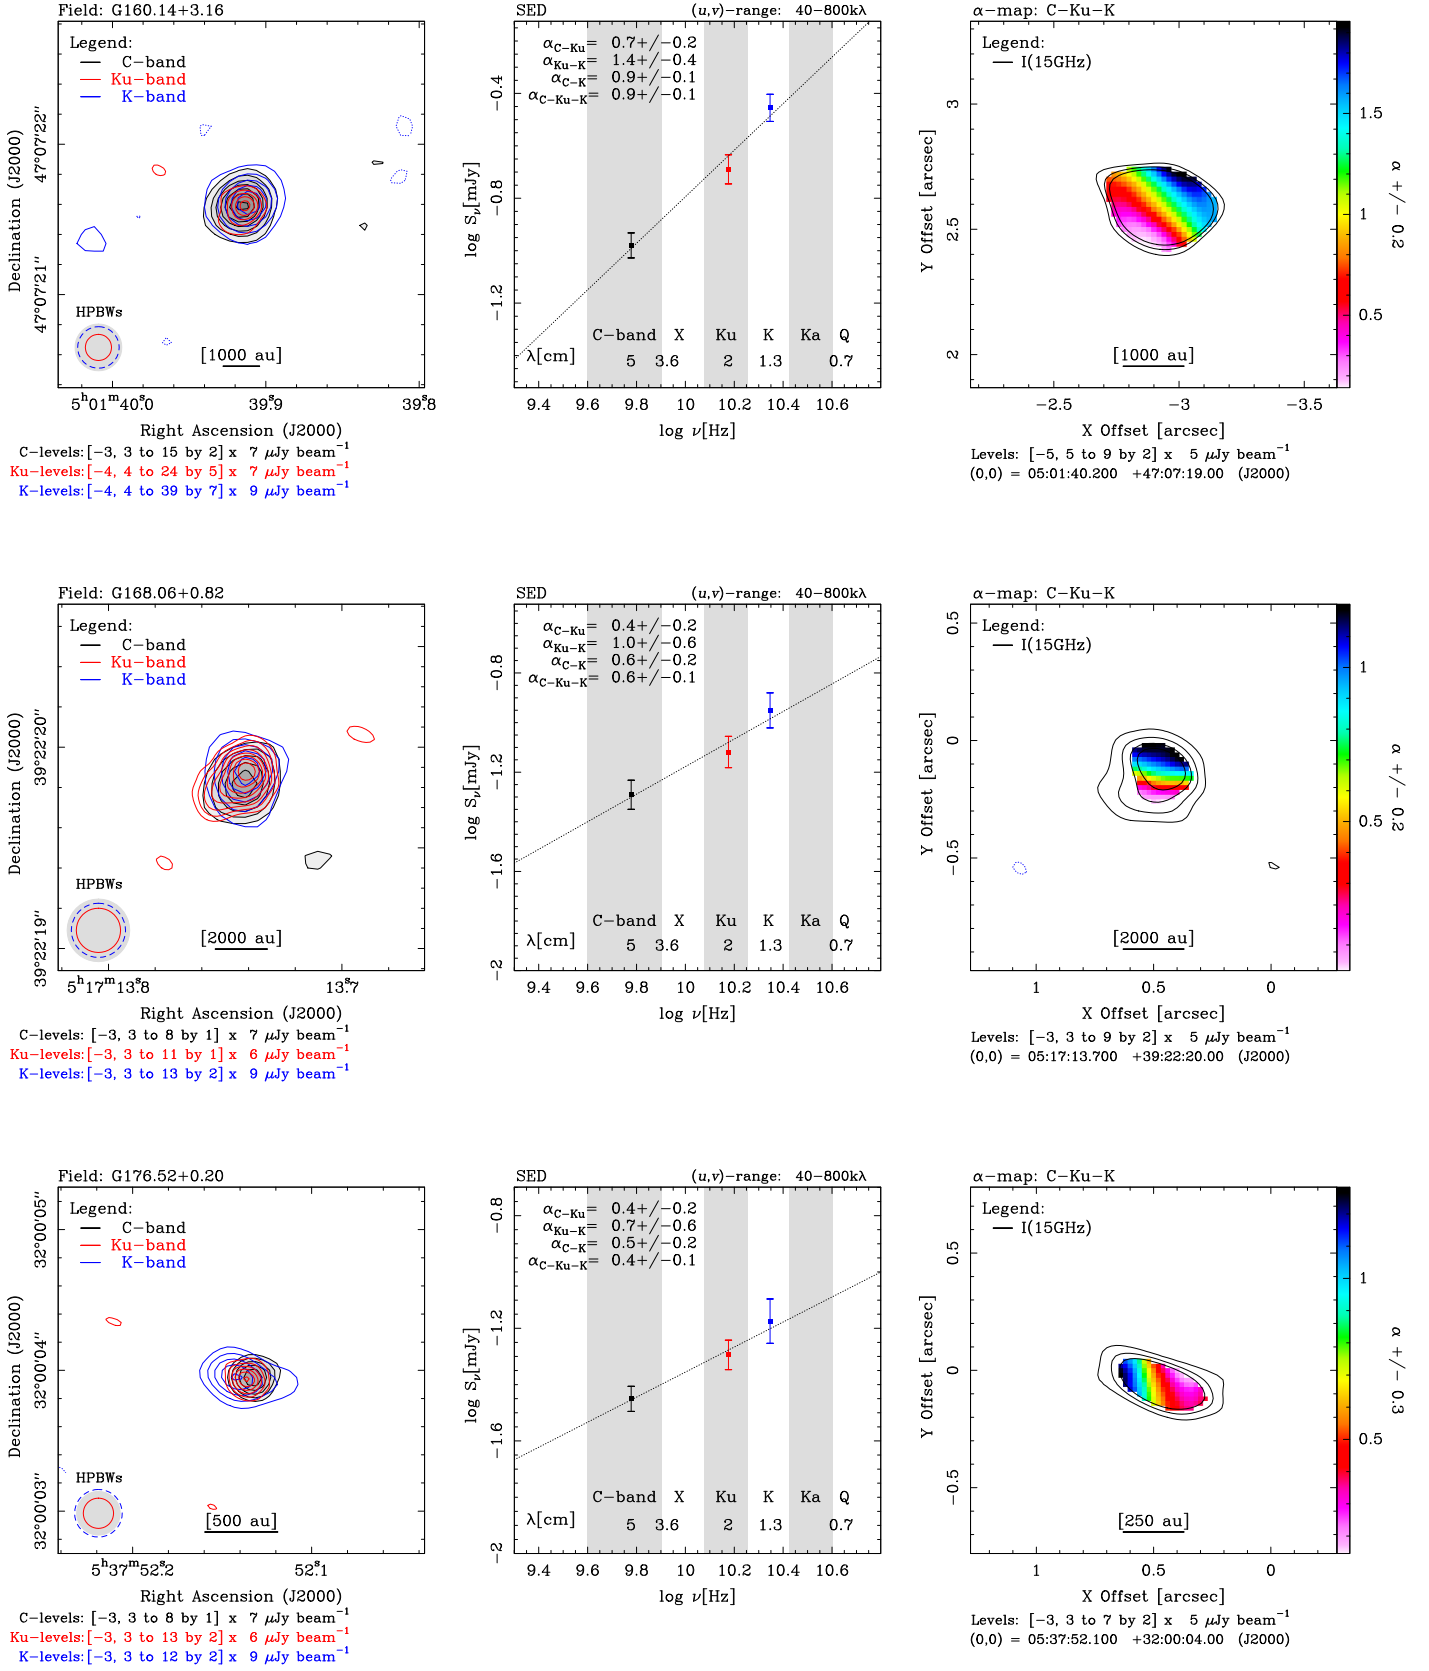 Field: G160.14+3.16
Legend:
C−band
Ku−band
K−band
HPBWs
[1000 au]
Declination (J2000)
47°07′22″
47°07′21″
5ʰ01ᵐ40.ˢ0
39.ˢ9
39.ˢ8
Right Ascension (J2000)
C−levels:[−3, 3 to 15 by 2] x 7 μJy beam⁻¹
Ku−levels:[−4, 4 to 24 by 5] x 7 μJy beam⁻¹
K−levels:[−4, 4 to 39 by 7] x 9 μJy beam⁻¹
SED (u,v)−range: 40−800kλ
α_C−Ku= 0.7+/−0.2
α_Ku−K= 1.4+/−0.4
α_C−K= 0.9+/−0.1
α_C−Ku−K= 0.9+/−0.1
log Sν[mJy]
−0.4
−0.8
−1.2
C−band X Ku K Ka Q
λ[cm] 5 3.6 2 1.3 0.7
9.4 9.6 9.8 10 10.2 10.4 10.6
log ν[Hz]
α−map: C−Ku−K
Legend:
I(15GHz)
Y Offset [arcsec]
3
2.5
2
[1000 au]
−2.5 −3 −3.5
X Offset [arcsec]
1.5
1
0.5
α +/− 0.2
Levels: [−5, 5 to 9 by 2] x 5 μJy beam⁻¹
(0,0) = 05:01:40.200 +47:07:19.00 (J2000)
Field: G168.06+0.82
Legend:
C−band
Ku−band
K−band
HPBWs
[2000 au]
Declination (J2000)
39°22′20″
39°22′19″
5ʰ17ᵐ13.ˢ8
13.ˢ7
Right Ascension (J2000)
C−levels: [−3, 3 to 8 by 1] x 7 μJy beam⁻¹
Ku−levels:[−3, 3 to 11 by 1] x 6 μJy beam⁻¹
K−levels:[−3, 3 to 13 by 2] x 9 μJy beam⁻¹
SED (u,v)−range: 40−800kλ
α_C−Ku= 0.4+/−0.2
α_Ku−K= 1.0+/−0.6
α_C−K= 0.6+/−0.2
α_C−Ku−K= 0.6+/−0.1
log Sν[mJy]
−0.8
−1.2
−1.6
−2
C−band X Ku K Ka Q
λ[cm] 5 3.6 2 1.3 0.7
9.4 9.6 9.8 10 10.2 10.4 10.6
log ν[Hz]
α−map: C−Ku−K
Legend:
I(15GHz)
Y Offset [arcsec]
0.5
0
−0.5
[2000 au]
1 0.5 0
X Offset [arcsec]
1
0.5
α +/− 0.2
Levels: [−3, 3 to 9 by 2] x 5 μJy beam⁻¹
(0,0) = 05:17:13.700 +39:22:20.00 (J2000)
Field: G176.52+0.20
Legend:
C−band
Ku−band
K−band
HPBWs
[500 au]
Declination (J2000)
32°00′05″
32°00′04″
32°00′03″
5ʰ37ᵐ52.ˢ2
52.ˢ1
Right Ascension (J2000)
C−levels: [−3, 3 to 8 by 1] x 7 μJy beam⁻¹
Ku−levels:[−3, 3 to 13 by 2] x 6 μJy beam⁻¹
K−levels:[−3, 3 to 12 by 2] x 9 μJy beam⁻¹
SED (u,v)−range: 40−800kλ
α_C−Ku= 0.4+/−0.2
α_Ku−K= 0.7+/−0.6
α_C−K= 0.5+/−0.2
α_C−Ku−K= 0.4+/−0.1
log Sν[mJy]
−0.8
−1.2
−1.6
−2
C−band X Ku K Ka Q
λ[cm] 5 3.6 2 1.3 0.7
9.4 9.6 9.8 10 10.2 10.4 10.6
log ν[Hz]
α−map: C−Ku−K
Legend:
I(15GHz)
Y Offset [arcsec]
0.5
0
−0.5
[250 au]
1 0.5 0
X Offset [arcsec]
1
0.5
α +/− 0.3
Levels: [−3, 3 to 7 by 2] x 5 μJy beam⁻¹
(0,0) = 05:37:52.100 +32:00:04.00 (J2000)